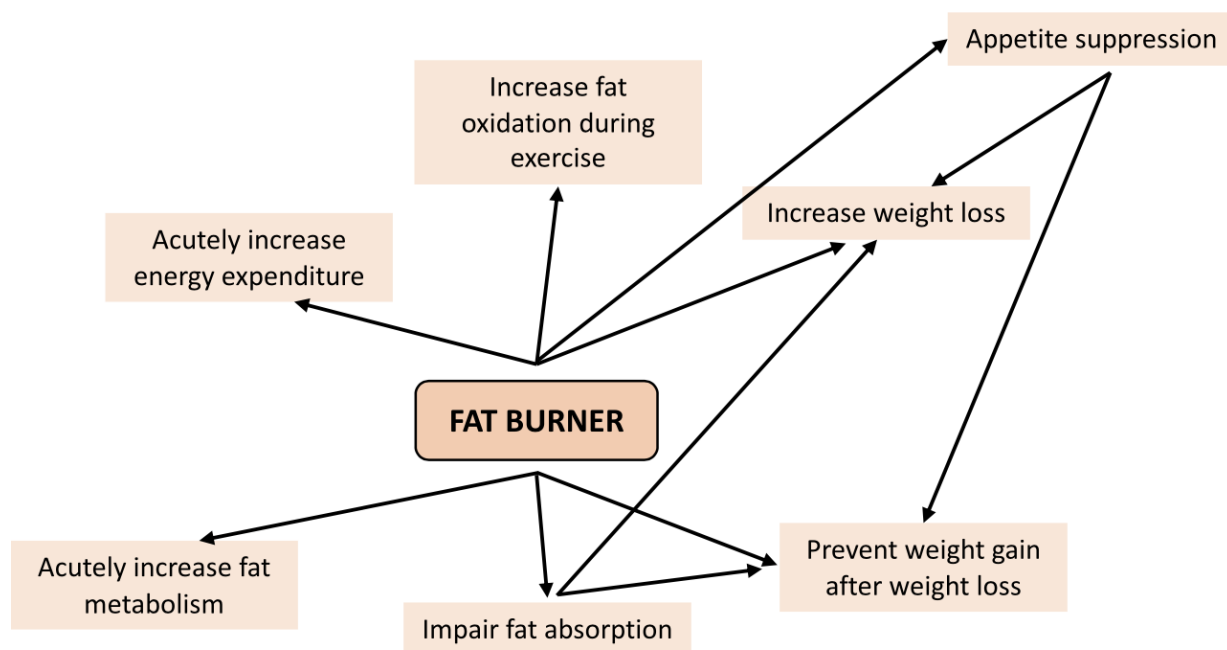 Appetite suppression
Increase fat
oxidation during
exercise
Increase weight loss
Acutely increase
energy expenditure
FAT BURNER
Prevent weight gain
after weight loss
Acutely increase fat
metabolism
Impair fat absorption